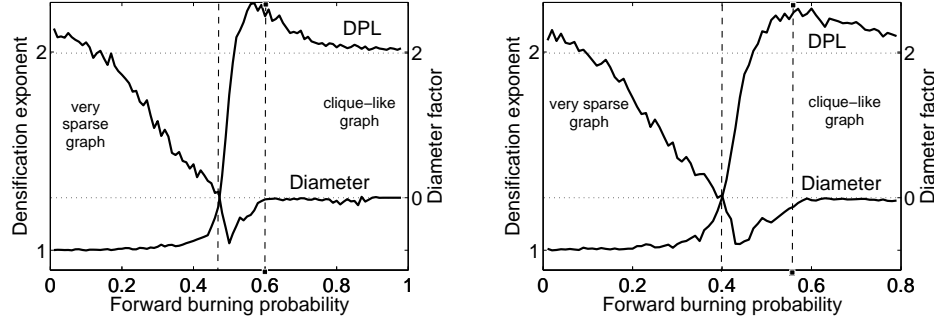 Densification exponent
2
1
DPL
very
sparse
graph
clique−like
graph
Diameter
2
0
Diameter factor
0
0.2
0.4
0.6
0.8
1
Forward burning probability
Densification exponent
2
1
DPL
very sparse
graph
clique−like
graph
Diameter
2
0
Diameter factor
0
0.2
0.4
0.6
0.8
Forward burning probability